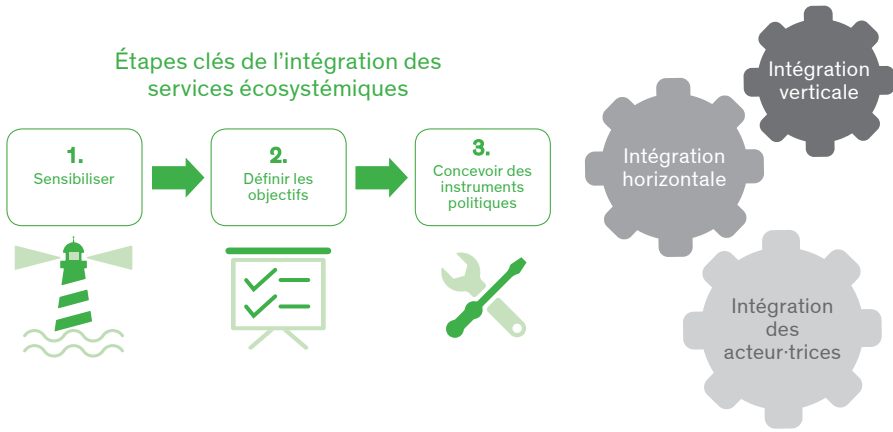 Étapes clés de l’intégration des
services écosystémiques
1.
Sensibiliser
2.
Définir les
objectifs
3.
Concevoir des
instruments
politiques
Intégration
verticale
Intégration
horizontale
Intégration
des
acteur·trices